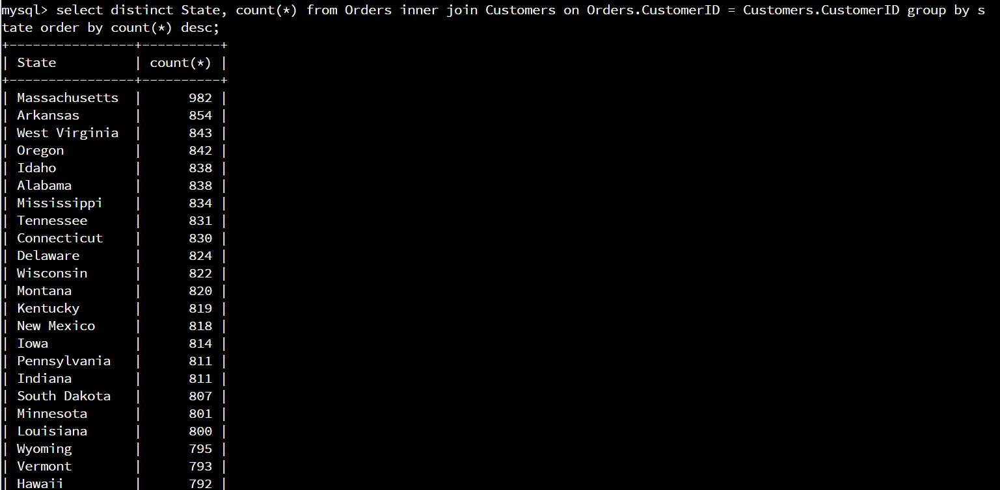 mysql> select distinct State, count(*) from Orders inner join Customers on Orders.CustomerID = Customers.CustomerID group by s
tate order by count(*) desc;
+----------------+----------+
| State          | count(*) |
+----------------+----------+
| Massachusetts  |      982 |
| Arkansas       |      854 |
| West Virginia  |      843 |
| Oregon         |      842 |
| Idaho          |      838 |
| Alabama        |      838 |
| Mississippi    |      834 |
| Tennessee      |      831 |
| Connecticut    |      830 |
| Delaware       |      824 |
| Wisconsin      |      822 |
| Montana        |      820 |
| Kentucky       |      819 |
| New Mexico     |      818 |
| Iowa           |      814 |
| Pennsylvania   |      811 |
| Indiana        |      811 |
| South Dakota   |      807 |
| Minnesota      |      801 |
| Louisiana      |      800 |
| Wyoming        |      795 |
| Vermont        |      793 |
| Hawaii         |      792 |